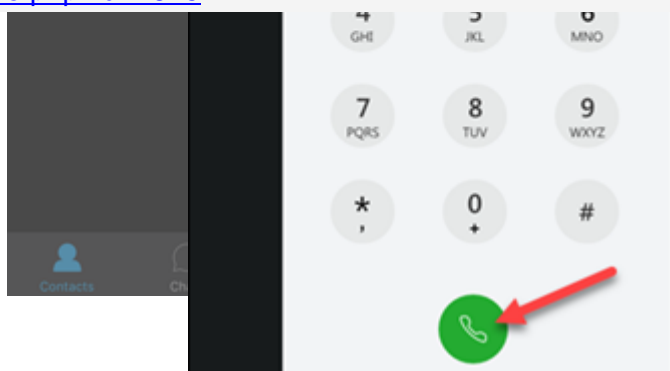 4 5 6
GHI JKL MNO
7 8 9
PQRS TUV WXYZ
* 0 #
, +
Contacts